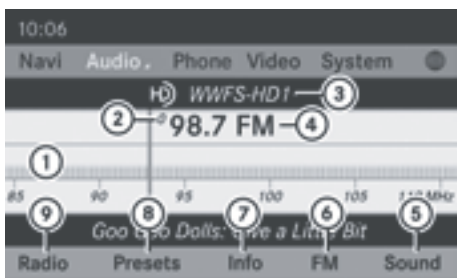 10:06
Navi Audio Phone Video System
HD WWFS-HD1 3
2 98.7 FM 4
1
85 90 95 100 105 110 MHz
9 8 7 6 5
Goo Goo Dolls: Give a Little Bit
Radio Presets Info FM Sound